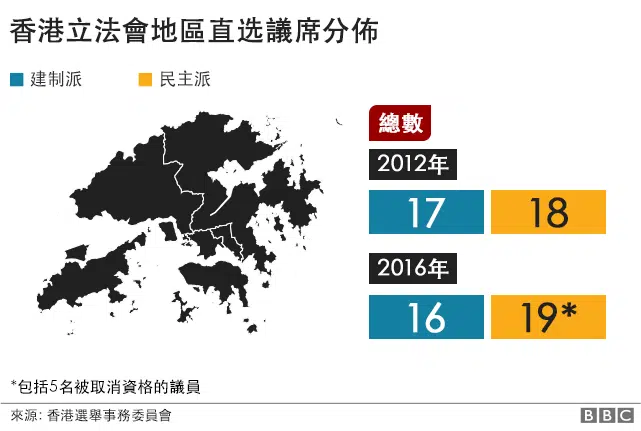 香港立法會地區直选議席分佈
建制派 民主派
總數
2012年
17 18
2016年
16 19*
*包括5名被取消資格的議員
來源: 香港選舉事務委員會
BBC